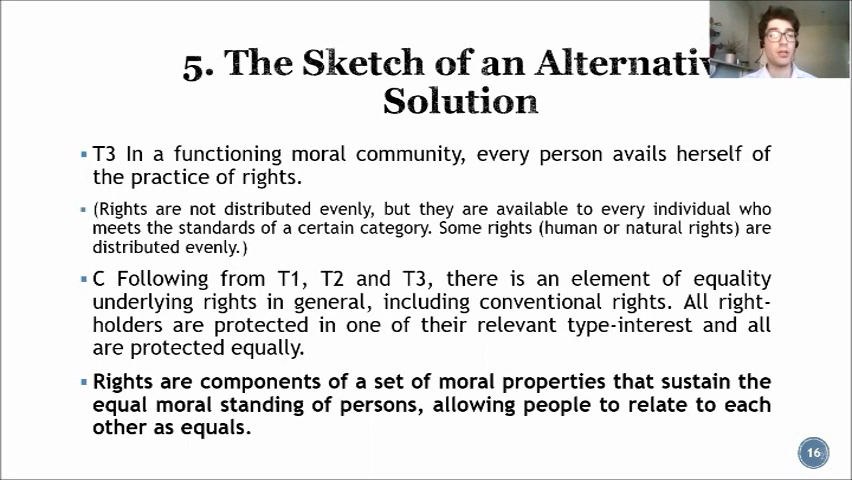 5. The Sketch of an Alternativ
Solution
T3 In a functioning moral community, every person avails herself of
the practice of rights.
(Rights are not distributed evenly, but they are available to every individual who
meets the standards of a certain category. Some rights (human or natural rights) are
distributed evenly.)
C Following from T1, T2 and T3, there is an element of equality
underlying rights in general, including conventional rights. All right-
holders are protected in one of their relevant type-interest and all
are protected equally.
Rights are components of a set of moral properties that sustain the
equal moral standing of persons, allowing people to relate to each
other as equals.
16